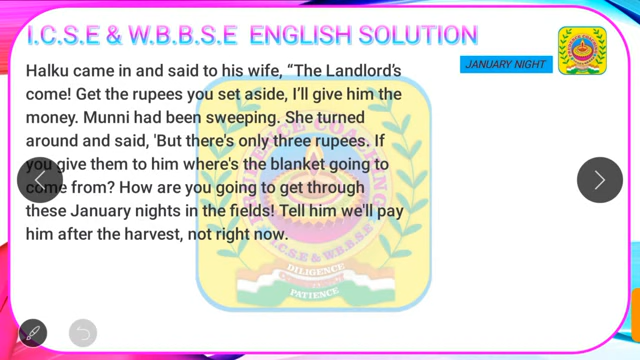 I.C.S.E & W.B.B.S.E ENGLISH SOLUTION
JANUARY NIGHT
Halku came in and said to his wife, “The Landlord’s
come! Get the rupees you set aside, I’ll give him the
money. Munni had been sweeping. She turned
around and said, 'But there's only three rupees. If
you give them to him where's the blanket going to
come from? How are you going to get through
these January nights in the fields! Tell him we'll pay
him after the harvest, not right now.
PRUDENCE COACHING
I.C.S.E & W.B.B.S.E
DILIGENCE
PATIENCE